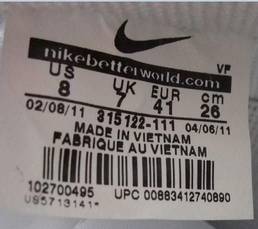 nikebetterworld.com VF
US UK EUR cm
8 7 41 26
02/08/11 315122-111 04/06/11
MADE IN VIETNAM
FABRIQUE AU VIETNAM
102700495 UPC 00883412740890
US5713141*